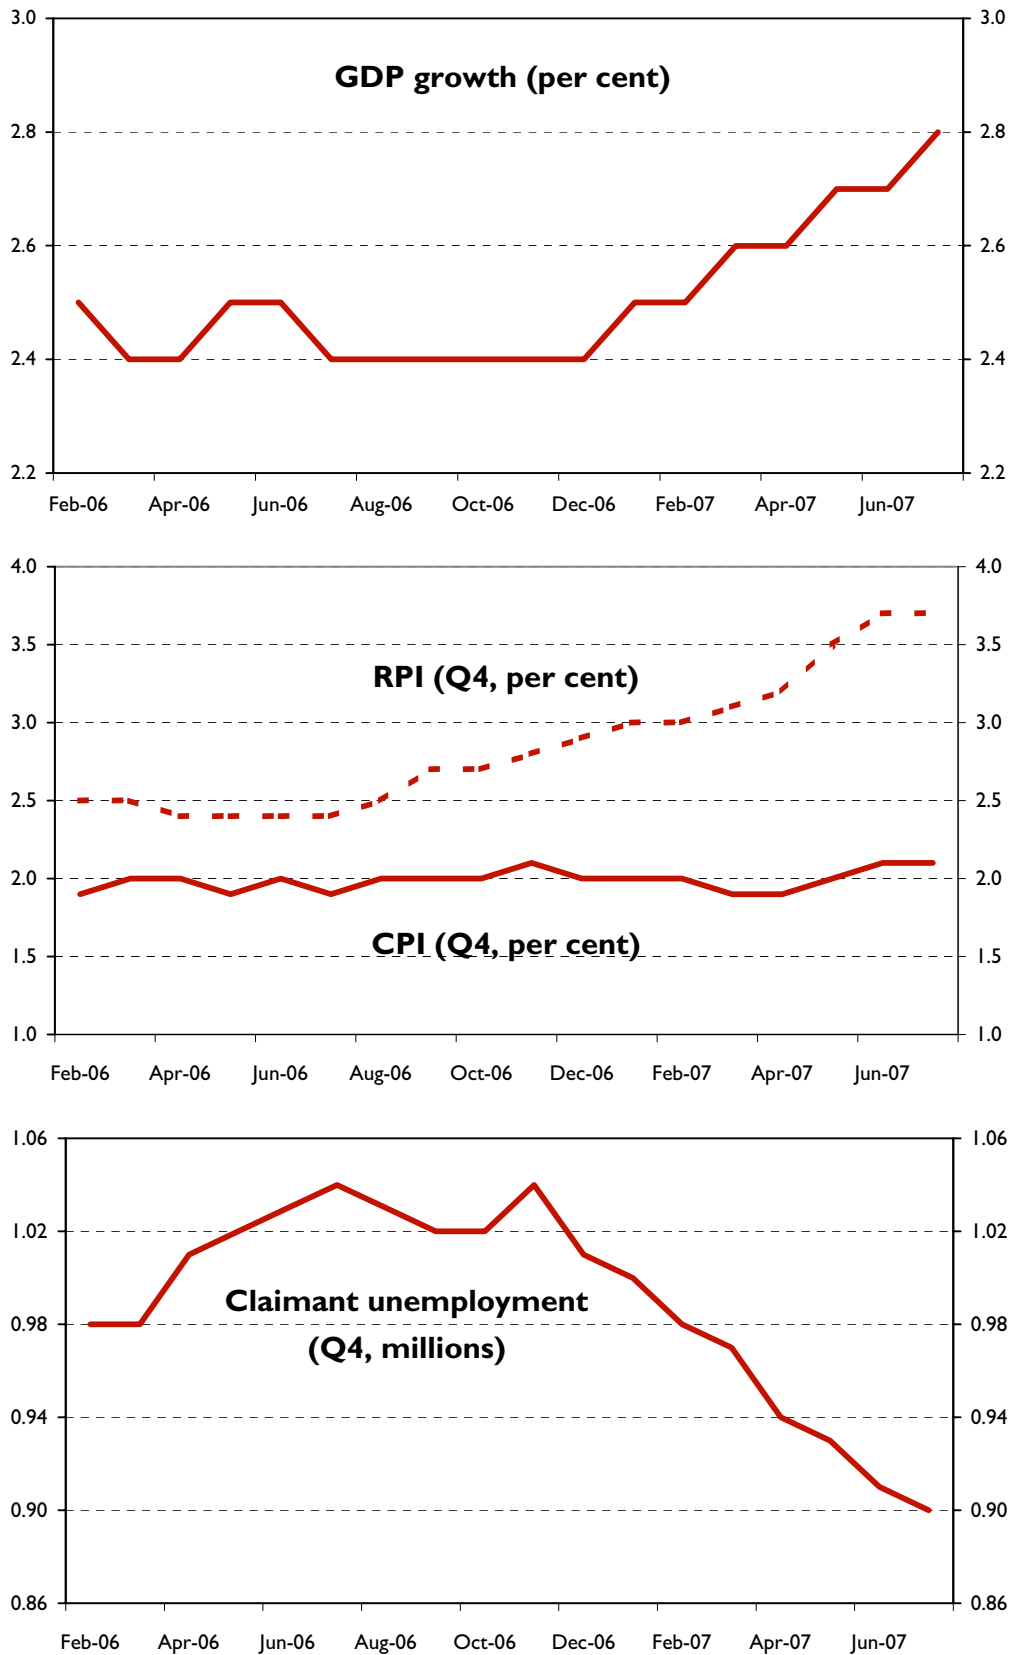 3.0 3.0
GDP growth (per cent)
2.8 2.8
2.6 2.6
2.4 2.4
2.2 2.2
Feb-06 Apr-06 Jun-06 Aug-06 Oct-06 Dec-06 Feb-07 Apr-07 Jun-07
4.0 4.0
3.5 3.5
RPI (Q4, per cent)
3.0 3.0
2.5 2.5
2.0 2.0
CPI (Q4, per cent)
1.5 1.5
1.0 1.0
Feb-06 Apr-06 Jun-06 Aug-06 Oct-06 Dec-06 Feb-07 Apr-07 Jun-07
1.06 1.06
1.02 1.02
Claimant unemployment
0.98 0.98
(Q4, millions)
0.94 0.94
0.90 0.90
0.86 0.86
Feb-06 Apr-06 Jun-06 Aug-06 Oct-06 Dec-06 Feb-07 Apr-07 Jun-07